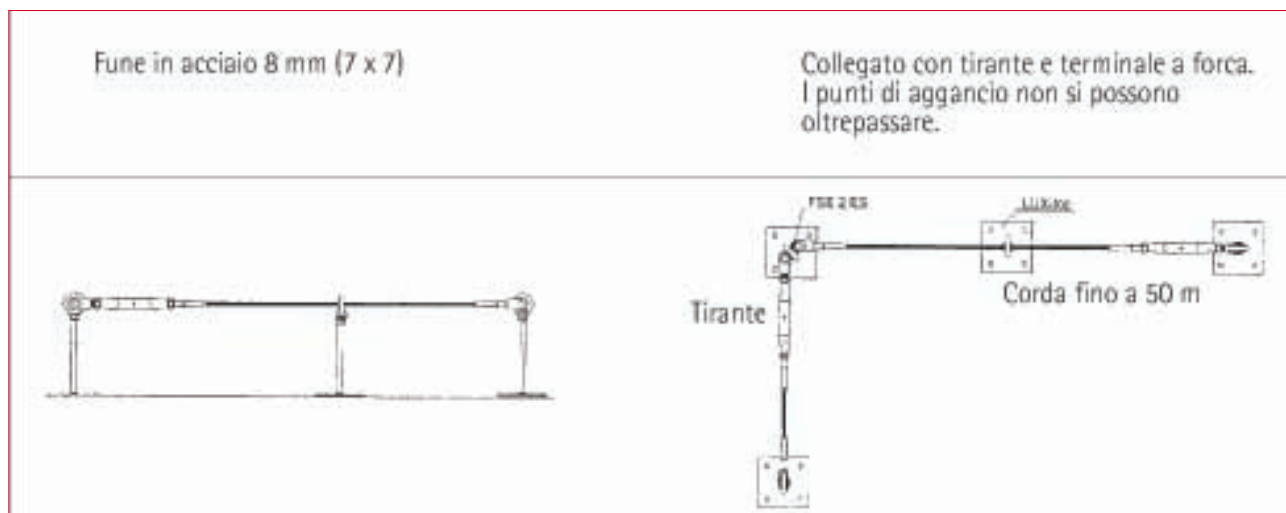 Fune in acciaio 8 mm (7 x 7)
Collegato con tirante e terminale a forca.
I punti di aggancio non si possono
oltrepassare.
Tirante
Corda fino a 50 m